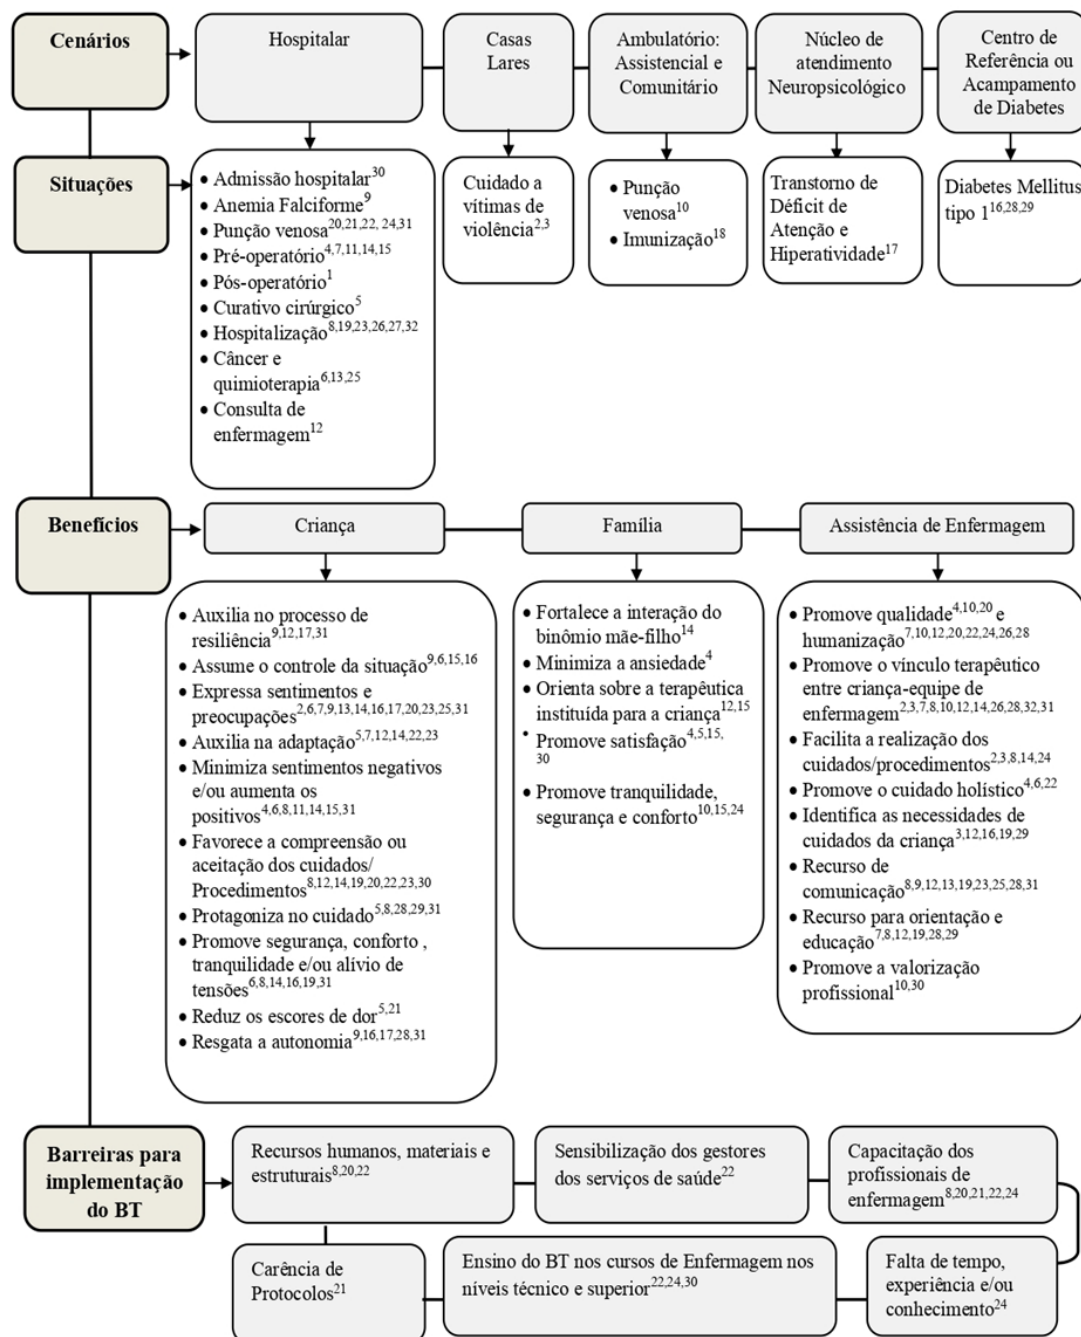 Cenários
Hospitalar
Casas
Lares
Ambulatório:
Assistencial e
Comunitário
Núcleo de
atendimento
Neuropsicológico
Centro de
Referência ou
Acampamento
de Diabetes
Situações
• Admissão hospitalar30
• Anemia Falciforme9
• Punção venosa20,21,22, 24,31
• Pré-operatório4,7,11,14,15
• Pós-operatório1
• Curativo cirúrgico5
• Hospitalização8,19,23,26,27,32
• Câncer e
quimioterapia6,13,25
• Consulta de
enfermagem12
Cuidado a
vítimas de
violência2,3
• Punção
venosa10
• Imunização18
Transtorno de
Déficit de
Atenção e
Hiperatividade17
Diabetes Mellitus
tipo 116,28,29
Benefícios
Criança
Família
Assistência de Enfermagem
• Auxilia no processo de
resiliência9,12,17,31
• Assume o controle da situação9,6,15,16
• Expressa sentimentos e
preocupações2,6,7,9,13,14,16,17,20,23,25,31
• Auxilia na adaptação5,7,12,14,22,23
• Minimiza sentimentos negativos
e/ou aumenta os
positivos4,6,8,11,14,15,31
• Favorece a compreensão ou
aceitação dos cuidados/
Procedimentos8,12,14,19,20,22,23,30
• Protagoniza no cuidado5,8,28,29,31
• Promove segurança, conforto ,
tranquilidade e/ou alívio de
tensões6,8,14,16,19,31
• Reduz os escores de dor5,21
• Resgata a autonomia9,16,17,28,31
• Fortalece a interação do
binômio mãe-filho14
• Minimiza a ansiedade4
• Orienta sobre a terapêutica
instituída para a criança12,15
• Promove satisfação4,5,15,
30
• Promove tranquilidade,
segurança e conforto10,15,24
• Promove qualidade4,10,20 e
humanização7,10,12,20,22,24,26,28
• Promove o vínculo terapêutico
entre criança-equipe de
enfermagem2,3,7,8,10,12,14,26,28,32,31
• Facilita a realização dos
cuidados/procedimentos2,3,8,14,24
• Promove o cuidado holístico4,6,22
• Identifica as necessidades de
cuidados da criança3,12,16,19,29
• Recurso de
comunicação8,9,12,13,19,23,25,28,31
• Recurso para orientação e
educação7,8,12,19,28,29
• Promove a valorização
profissional10,30
Barreiras para
implementação
do BT
Recursos humanos, materiais e
estruturais8,20,22
Sensibilização dos gestores
dos serviços de saúde22
Capacitação dos
profissionais de
enfermagem8,20,21,22,24
Carência de
Protocolos21
Ensino do BT nos cursos de Enfermagem nos
níveis técnico e superior22,24,30
Falta de tempo,
experiência e/ou
conhecimento24